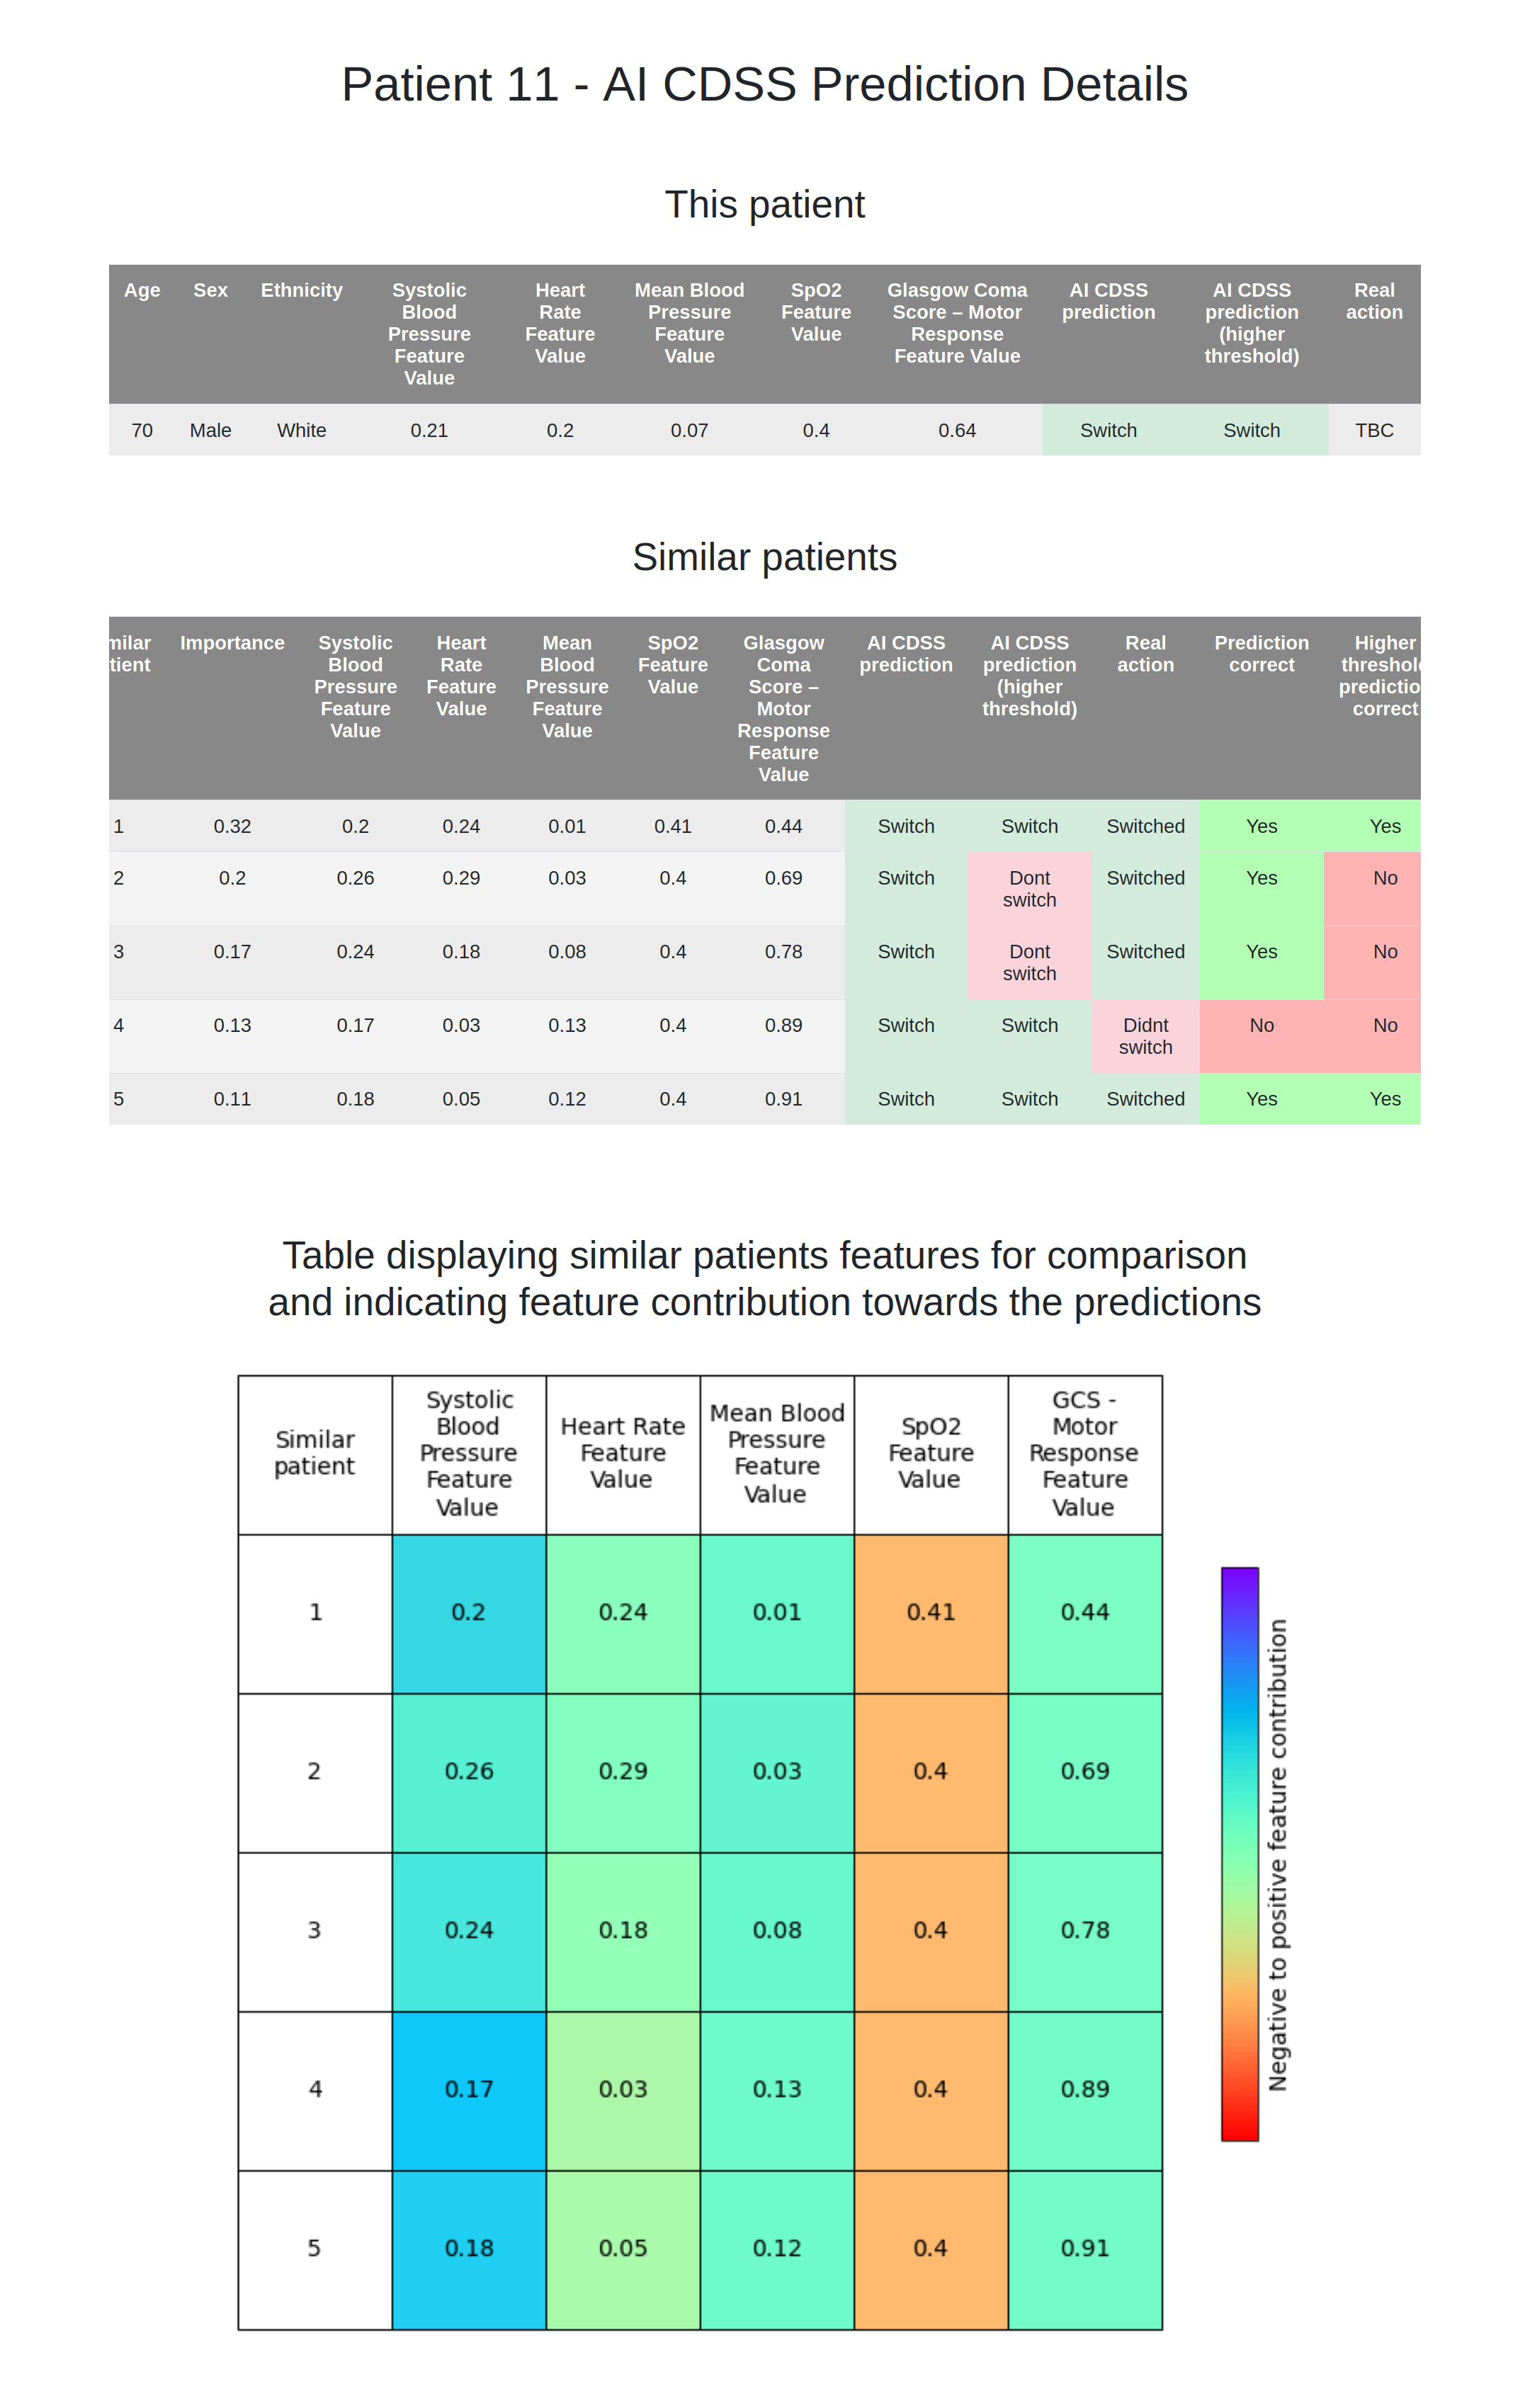 Patient 11 - AI CDSS Prediction Details
This patient
Age Sex Ethnicity Systolic Blood Pressure Feature Value Heart Rate Feature Value Mean Blood Pressure Feature Value SpO2 Feature Value Glasgow Coma Score – Motor Response Feature Value AI CDSS prediction AI CDSS prediction (higher threshold) Real action
70 Male White 0.21 0.2 0.07 0.4 0.64 Switch Switch TBC
Similar patients
milar tient Importance Systolic Blood Pressure Feature Value Heart Rate Feature Value Mean Blood Pressure Feature Value SpO2 Feature Value Glasgow Coma Score – Motor Response Feature Value AI CDSS prediction AI CDSS prediction (higher threshold) Real action Prediction correct Higher threshold predictio correct
1 0.32 0.2 0.24 0.01 0.41 0.44 Switch Switch Switched Yes Yes
2 0.2 0.26 0.29 0.03 0.4 0.69 Switch Dont switch Switched Yes No
3 0.17 0.24 0.18 0.08 0.4 0.78 Switch Dont switch Switched Yes No
4 0.13 0.17 0.03 0.13 0.4 0.89 Switch Switch Didnt switch No No
5 0.11 0.18 0.05 0.12 0.4 0.91 Switch Switch Switched Yes Yes
Table displaying similar patients features for comparison
and indicating feature contribution towards the predictions
Similar patient Systolic Blood Pressure Feature Value Heart Rate Feature Value Mean Blood Pressure Feature Value SpO2 Feature Value GCS - Motor Response Feature Value
1 0.2 0.24 0.01 0.41 0.44
2 0.26 0.29 0.03 0.4 0.69
3 0.24 0.18 0.08 0.4 0.78
4 0.17 0.03 0.13 0.4 0.89
5 0.18 0.05 0.12 0.4 0.91
Negative to positive feature contribution